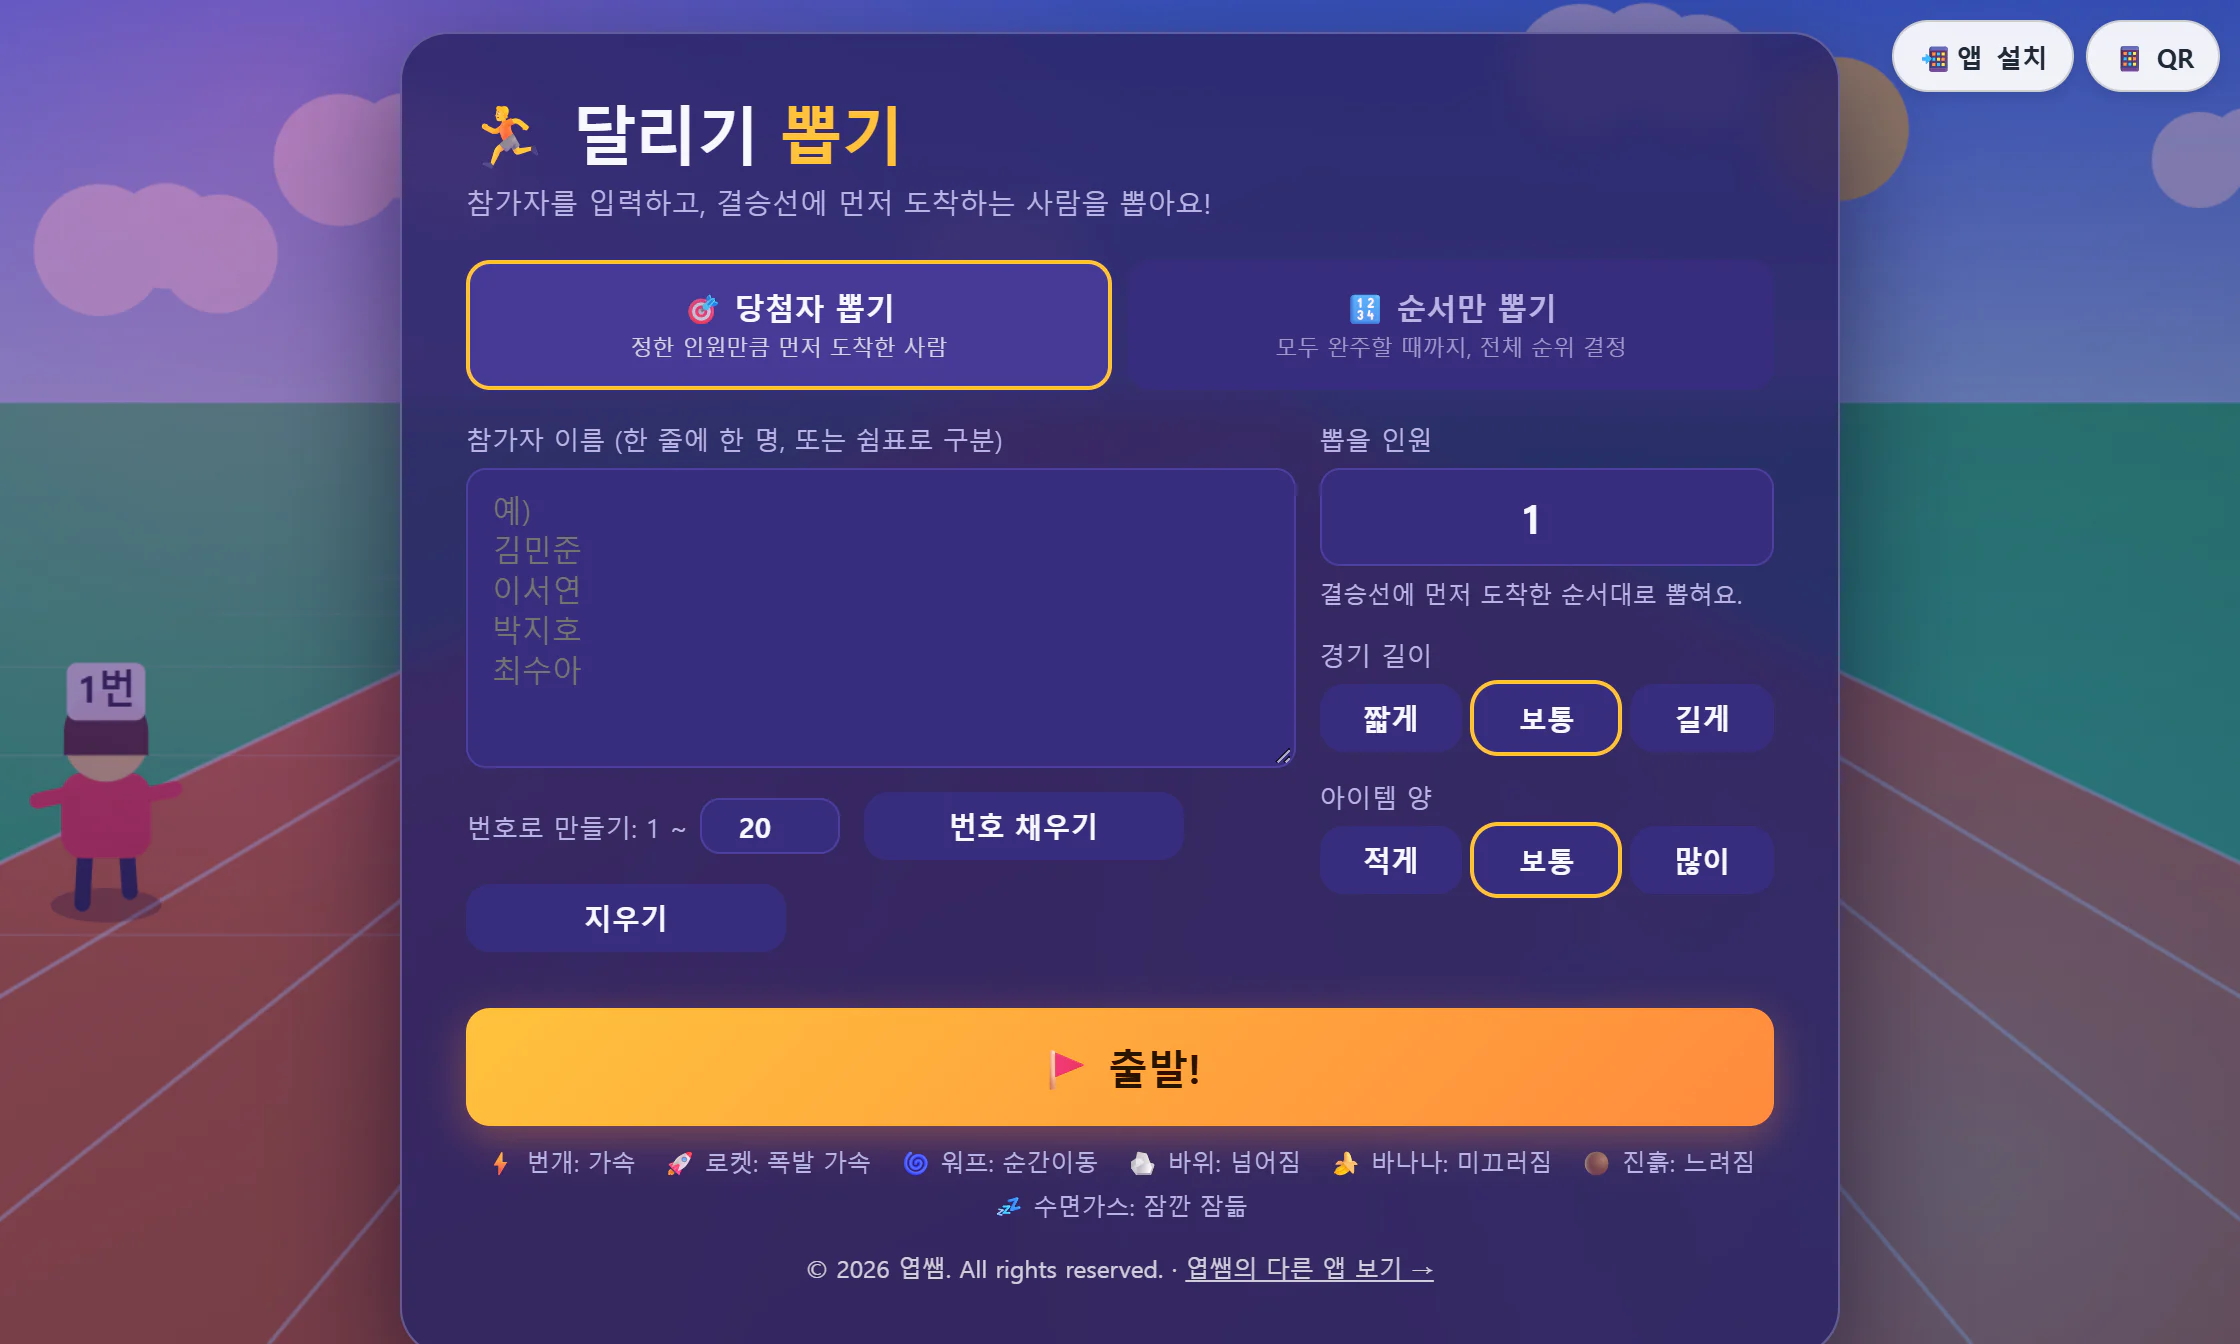 앱 설치
QR
달리기 뽑기
참가자를 입력하고, 결승선에 먼저 도착하는 사람을 뽑아요!
당첨자 뽑기
정한 인원만큼 먼저 도착한 사람
순서만 뽑기
모두 완주할 때까지, 전체 순위 결정
참가자 이름 (한 줄에 한 명, 또는 쉼표로 구분)
예)
김민준
이서연
박지호
최수아
번호로 만들기: 1 ~ 20
번호 채우기
지우기
뽑을 인원
1
결승선에 먼저 도착한 순서대로 뽑혀요.
경기 길이
짧게 보통 길게
아이템 양
적게 보통 많이
1번
출발!
번개: 가속 로켓: 폭발 가속 워프: 순간이동 바위: 넘어짐 바나나: 미끄러짐 진흙: 느려짐
수면가스: 잠깐 잠듦
© 2026 엽쌤. All rights reserved. · 엽쌤의 다른 앱 보기 →